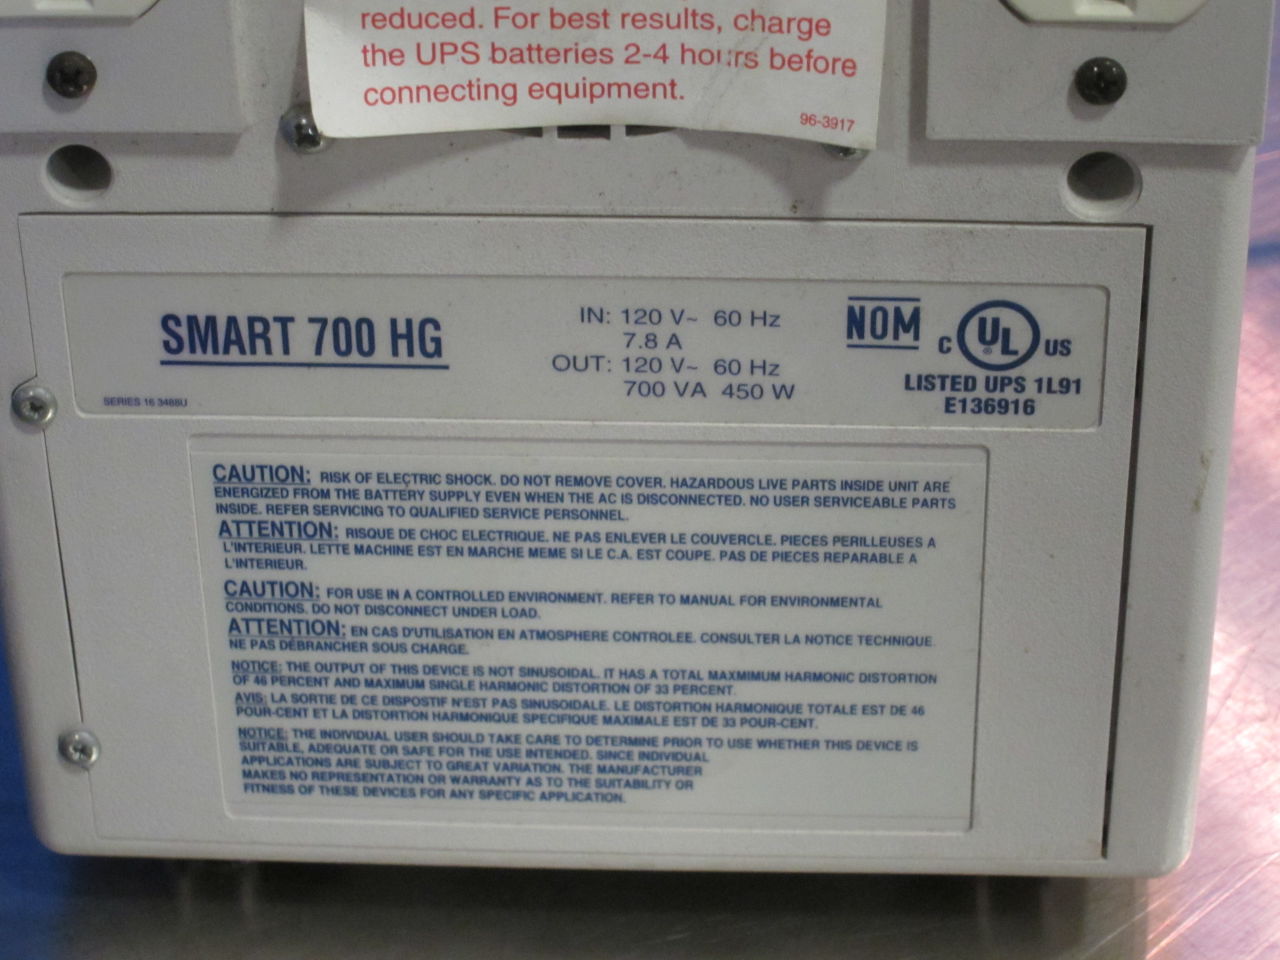 reduced. For best results, charge
the UPS batteries 2-4 hours before
connecting equipment.
96-3917
SMART 700 HG
SERIES 16 3488U
IN: 120 V~ 60 Hz
7.8 A
OUT: 120 V~ 60 Hz
700 VA 450 W
NOM
C UL ® US
LISTED UPS 1L91
E136916
CAUTION: RISK OF ELECTRIC SHOCK. DO NOT REMOVE COVER. HAZARDOUS LIVE PARTS INSIDE UNIT ARE
ENERGIZED FROM THE BATTERY SUPPLY EVEN WHEN THE AC IS DISCONNECTED. NO USER SERVICEABLE PARTS
INSIDE. REFER SERVICING TO QUALIFIED SERVICE PERSONNEL.
ATTENTION: RISQUE DE CHOC ELECTRIQUE. NE PAS ENLEVER LE COUVERCLE. PIECES PERILLEUSES A
L'INTERIEUR. LETTE MACHINE EST EN MARCHE MEME SI LE C.A. EST COUPE. PAS DE PIECES REPARABLE A
L'INTERIEUR.
CAUTION: FOR USE IN A CONTROLLED ENVIRONMENT. REFER TO MANUAL FOR ENVIRONMENTAL
CONDITIONS. DO NOT DISCONNECT UNDER LOAD.
ATTENTION: EN CAS D'UTILISATION EN ATMOSPHERE CONTROLEE. CONSULTER LA NOTICE TECHNIQUE.
NE PAS DÉBRANCHER SOUS CHARGE.
NOTICE: THE OUTPUT OF THIS DEVICE IS NOT SINUSOIDAL. IT HAS A TOTAL MAXMIMUM HARMONIC DISTORTION
OF 46 PERCENT AND MAXIMUM SINGLE HARMONIC DISTORTION OF 33 PERCENT.
AVIS: LA SORTIE DE CE DISPOSTIF N'EST PAS SINUSOIDALE. LE DISTORTION HARMONIQUE TOTALE EST DE 46
POUR-CENT ET LA DISTORTION HARMONIQUE SPECIFIQUE MAXIMALE EST DE 33 POUR-CENT.
NOTICE: THE INDIVIDUAL USER SHOULD TAKE CARE TO DETERMINE PRIOR TO USE WHETHER THIS DEVICE IS
SUITABLE, ADEQUATE OR SAFE FOR THE USE INTENDED. SINCE INDIVIDUAL
APPLICATIONS ARE SUBJECT TO GREAT VARIATION. THE MANUFACTURER
MAKES NO REPRESENTATION OR WARRANTY AS TO THE SUITABILITY OR
FITNESS OF THESE DEVICES FOR ANY SPECIFIC APPLICATION.